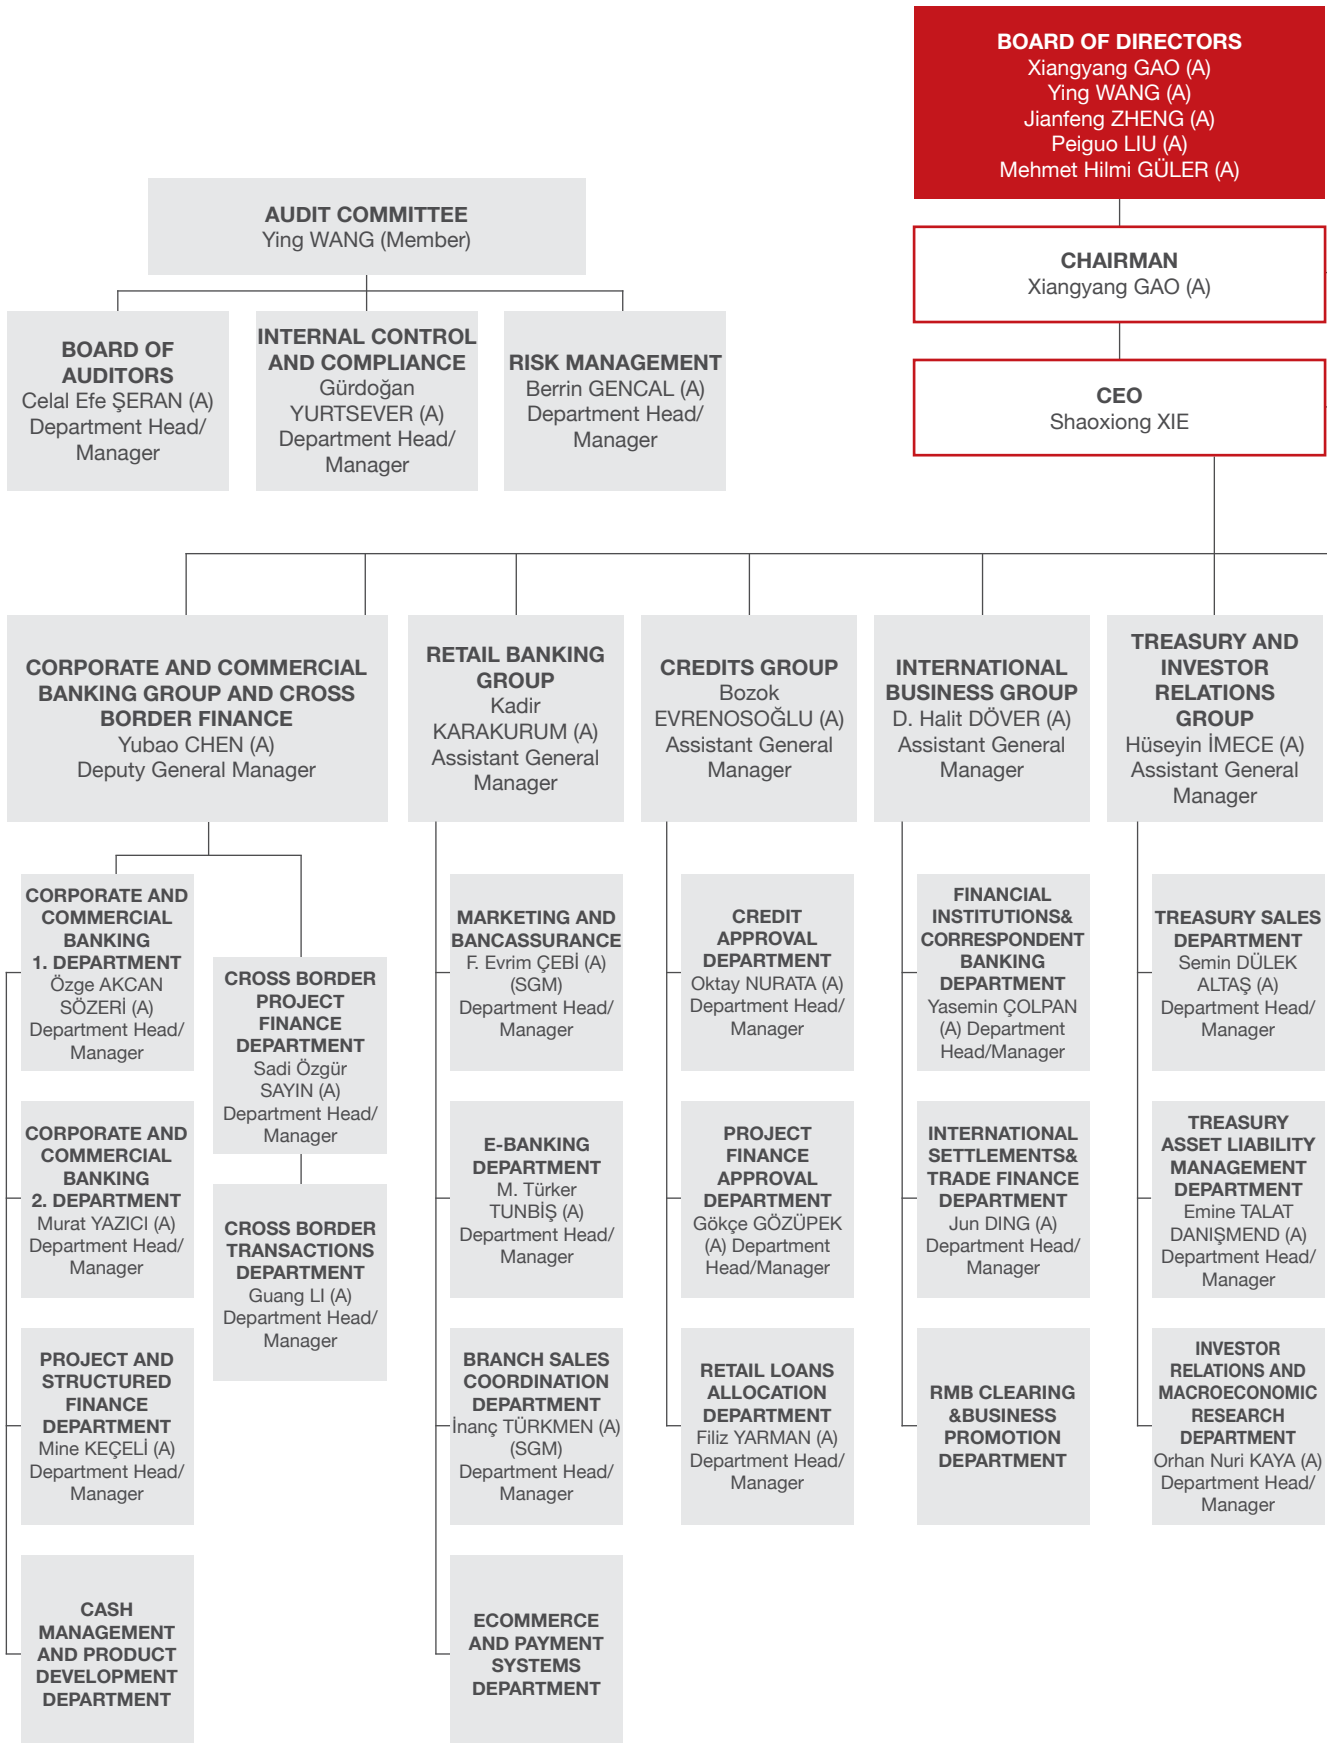 BOARD OF DIRECTORS
Xiangyang GAO (A)
Ying WANG (A)
Jianfeng ZHENG (A)
Peiguo LIU (A)
Mehmet Hilmi GÜLER (A)
AUDIT COMMITTEE
Ying WANG (Member)
CHAIRMAN
Xiangyang GAO (A)
BOARD OF
AUDITORS
Celal Efe ŞERAN (A)
Department Head/
Manager
INTERNAL CONTROL
AND COMPLIANCE
Gürdoğan
YURTSEVER (A)
Department Head/
Manager
RISK MANAGEMENT
Berrin GENCAL (A)
Department Head/
Manager
CEO
Shaoxiong XIE
CORPORATE AND COMMERCIAL
BANKING GROUP AND CROSS
BORDER FINANCE
Yubao CHEN (A)
Deputy General Manager
RETAIL BANKING
GROUP
Kadir
KARAKURUM (A)
Assistant General
Manager
CREDITS GROUP
Bozok
EVRENOSOĞLU (A)
Assistant General
Manager
INTERNATIONAL
BUSINESS GROUP
D. Halit DÖVER (A)
Assistant General
Manager
TREASURY AND
INVESTOR
RELATIONS
GROUP
Hüseyin İMECE (A)
Assistant General
Manager
CORPORATE AND
COMMERCIAL
BANKING
1. DEPARTMENT
Özge AKCAN
SÖZERİ (A)
Department Head/
Manager
CORPORATE AND
COMMERCIAL
BANKING
2. DEPARTMENT
Murat YAZICI (A)
Department Head/
Manager
PROJECT AND
STRUCTURED
FINANCE
DEPARTMENT
Mine KEÇELİ (A)
Department Head/
Manager
CASH
MANAGEMENT
AND PRODUCT
DEVELOPMENT
DEPARTMENT
CROSS BORDER
PROJECT
FINANCE
DEPARTMENT
Sadi Özgür
SAYIN (A)
Department Head/
Manager
CROSS BORDER
TRANSACTIONS
DEPARTMENT
Guang LI (A)
Department Head/
Manager
MARKETING AND
BANCASSURANCE
F. Evrim ÇEBİ (A)
(SGM)
Department Head/
Manager
E-BANKING
DEPARTMENT
M. Türker
TUNBİŞ (A)
Department Head/
Manager
BRANCH SALES
COORDINATION
DEPARTMENT
İnanç TÜRKMEN (A)
(SGM)
Department Head/
Manager
ECOMMERCE
AND PAYMENT
SYSTEMS
DEPARTMENT
CREDIT
APPROVAL
DEPARTMENT
Oktay NURATA (A)
Department Head/
Manager
PROJECT
FINANCE
APPROVAL
DEPARTMENT
Gökçe GÖZÜPEK
(A) Department
Head/Manager
RETAIL LOANS
ALLOCATION
DEPARTMENT
Filiz YARMAN (A)
Department Head/
Manager
FINANCIAL
INSTITUTIONS&
CORRESPONDENT
BANKING
DEPARTMENT
Yasemin ÇOLPAN
(A) Department
Head/Manager
INTERNATIONAL
SETTLEMENTS&
TRADE FINANCE
DEPARTMENT
Jun DING (A)
Department Head/
Manager
RMB CLEARING
&BUSINESS
PROMOTION
DEPARTMENT
TREASURY SALES
DEPARTMENT
Semin DÜLEK
ALTAŞ (A)
Department Head/
Manager
TREASURY
ASSET LIABILITY
MANAGEMENT
DEPARTMENT
Emine TALAT
DANIŞMEND (A)
Department Head/
Manager
INVESTOR
RELATIONS AND
MACROECONOMIC
RESEARCH
DEPARTMENT
Orhan Nuri KAYA (A)
Department Head/
Manager